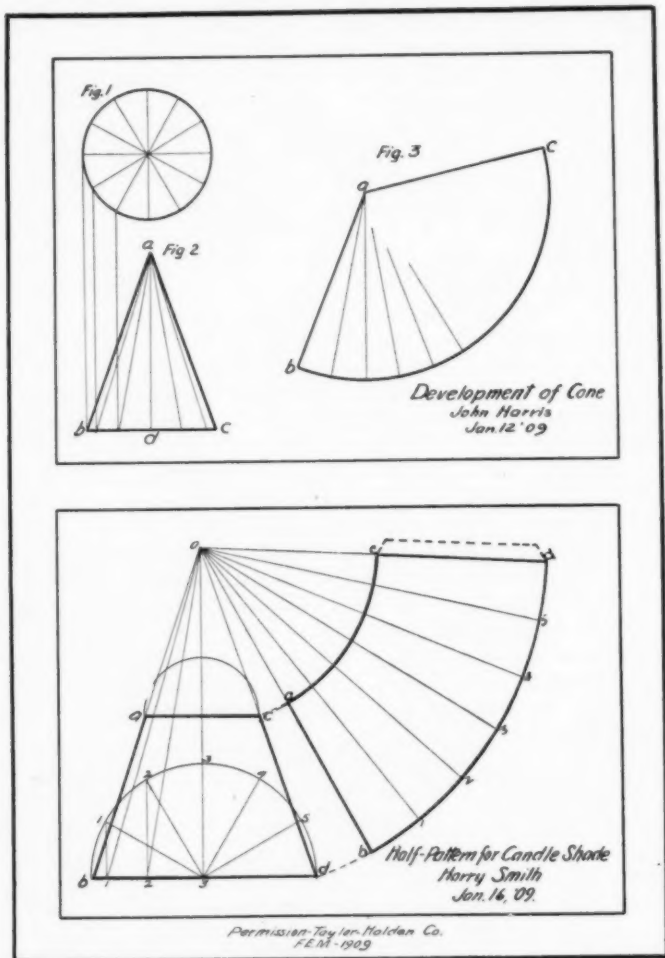 Fig. 1
a Fig 2
b d c
Fig. 3
a
c
b
Development of Cone
John Harris
Jan. 12 '09
o
e d
5
4
3
2
1
a c a
b
1 2 3 4 5
b 1 2 3 d
Half-Pattern for Candle Shade
Harry Smith
Jan. 16, '09.
Permission-Taylor-Holden Co.
F.E.M-1909